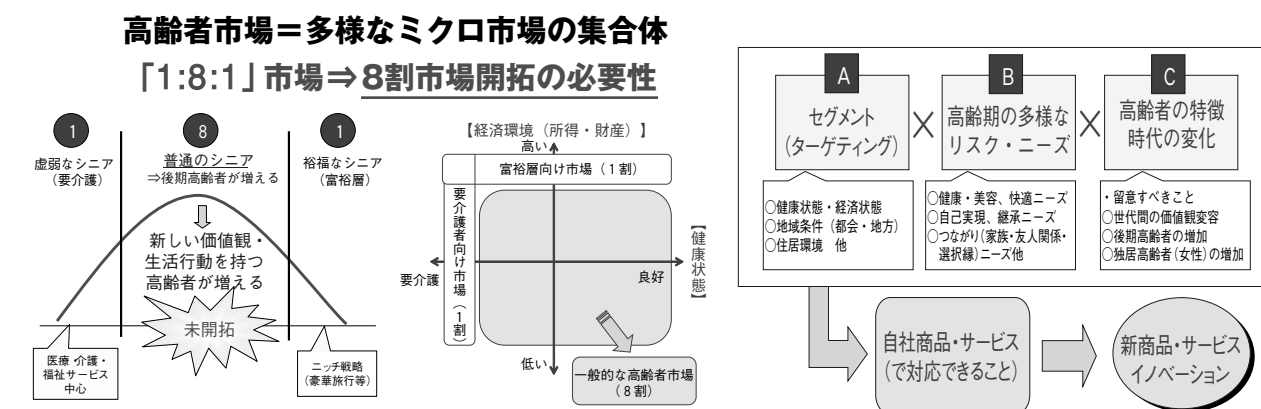 高齢者市場＝多様なミクロ市場の集合体
「1:8:1」市場⇒8割市場開拓の必要性
1
虚弱なシニア
（要介護）
8
普通のシニア
⇒後期高齢者が増える
1
裕福なシニア
（富裕層）
新しい価値観・
生活行動を持つ
高齢者が増える
未開拓
医療･介護・
福祉サービス
中心
ニッチ戦略
（豪華旅行等）
【経済環境（所得・財産）】
高い
富裕層向け市場（1割）
要介護者向け市場（1割）
要介護
良好
【健康状態】
低い
一般的な高齢者市場
（8割）
A
セグメント
（ターゲティング）
×
B
高齢期の多様な
リスク・ニーズ
×
C
高齢者の特徴
時代の変化
○健康状態・経済状態
○地域条件（都会・地方）
○住居環境　他
○健康・美容、快適ニーズ
○自己実現、継承ニーズ
○つながり（家族・友人関係・
選択縁）ニーズ他
・留意すべきこと
○世代間の価値観変容
○後期高齢者の増加
○独居高齢者（女性）の増加
自社商品・サービス
（で対応できること）
新商品・サービス
イノベーション